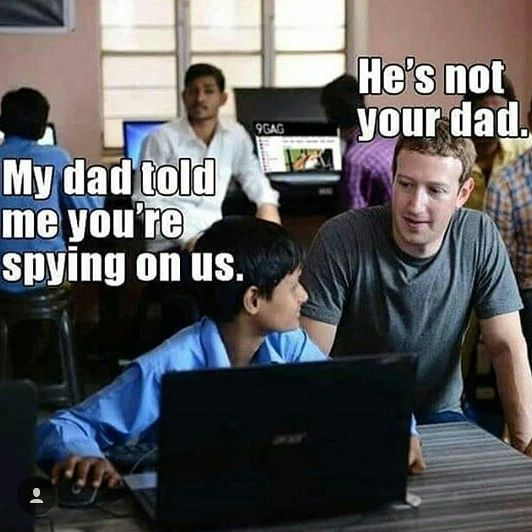 He's not
your dad.
9GAG
My dad told
me you're
spying on us.
acer